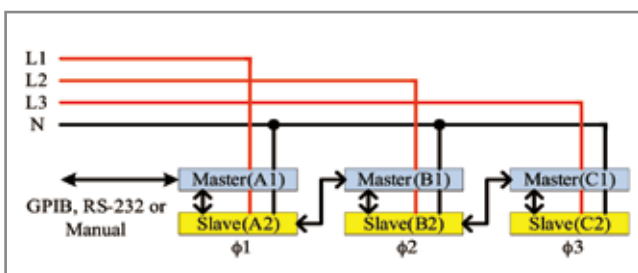 L1
L2
L3
N
Master(A1) Master(B1) Master(C1)
GPIB, RS-232 or
Manual
Slave(A2) Slave(B2) Slave(C2)
ϕ1 ϕ2 ϕ3